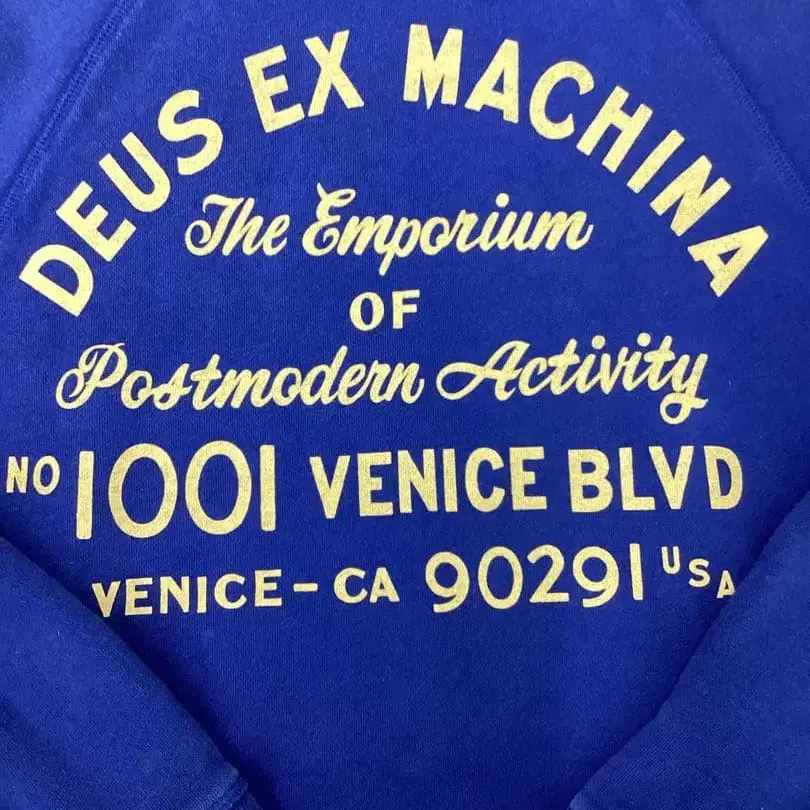 DEUS EX MACHINA
The Emporium
OF
Postmodern Activity
NO 1001 VENICE BLVD
VENICE - CA 90291 USA